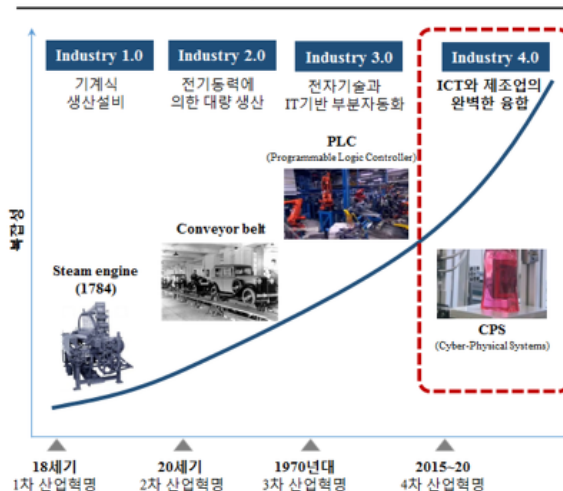 Industry 1.0
기계식
생산설비
Industry 2.0
전기동력에
의한 대량 생산
Industry 3.0
전자기술과
IT기반 부분자동화
Industry 4.0
ICT와 제조업의
완벽한 융합
PLC
(Programmable Logic Controller)
Conveyor belt
Steam engine
(1784)
CPS
(Cyber-Physical Systems)
복잡성
18세기
1차 산업혁명
20세기
2차 산업혁명
1970년대
3차 산업혁명
2015~20
4차 산업혁명